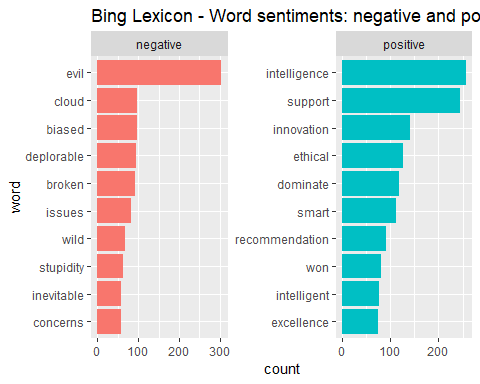 Bing Lexicon - Word sentiments: negative and po
negative
positive
word
evil
cloud
biased
deplorable
broken
issues
wild
stupidity
inevitable
concerns
0
100
200
300
intelligence
support
innovation
ethical
dominate
smart
recommendation
won
intelligent
excellence
0
100
200
count